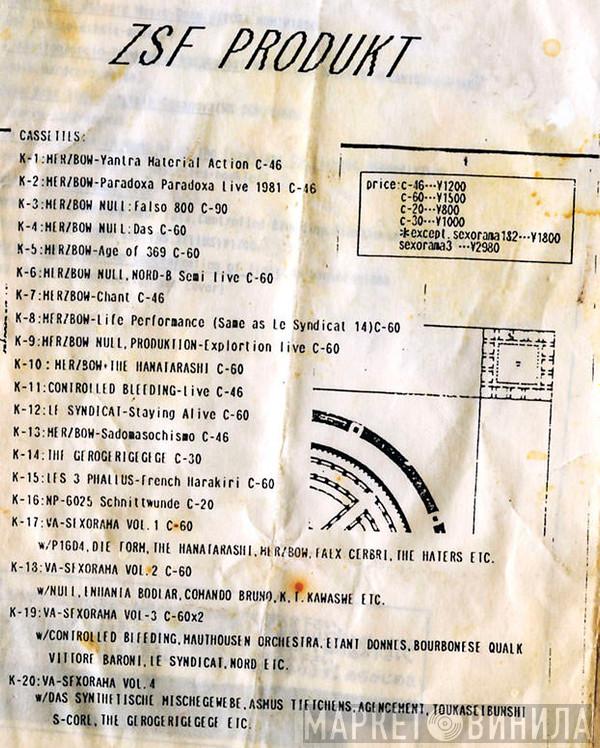 ZSF PRODUKT
CASSETTES:
K-1:MERZBOW-Yantra Material Action C-46
K-2:MERZBOW-Paradoxa Paradoxa Live 1981 C-46
K-3:MERZBOW NULL:Falso 800 C-90
K-4:MERZBOW NULL:Das C-60
K-5:MERZBOW-Age of 369 C-60
K-6:MERZBOW NULL,NORD-B Semi live C-60
K-7:MERZBOW-Chant C-46
K-8:MERZBOW-Life Performance (Same as Le Syndicat 14)C-60
K-9:MERZBOW NULL,PRODUKTION-Explortion live C-60
K-10:MERZBOW+THE HANATARASHI C-60
K-11:CONTROLLED BLEEDING-Live C-46
K-12:LE SYNDICAT-Staying Alive C-60
K-13:MERZBOW-Sadomasochismo C-46
K-14:THE GEROGERIGEGEGE C-30
K-15:LES 3 PHALLUS-French Harakiri C-60
K-16:NP-6025 Schnittwunde C-20
K-17:VA-SEXORAMA VOL.1 C-60
w/P16D4,DIE FORM,THE HANATARASHI,MERZBOW,FALX CERBRI,THE HATERS ETC.
K-18:VA-SEXORAMA VOL.2 C-60
w/NULL,ENHANTA BODLAR,COMANDO BRUNO,K.T.KAWASWE ETC.
K-19:VA-SEXORAMA VOL-3 C-60x2
w/CONTROLLED BLEEDING,MAUTHOUSEN ORCHESTRA,ETANT DONNES,BOURBONESE QUALK
VITTORE BARONI,LE SYNDICAT,NORD ETC.
K-20:VA-SEXORAMA VOL.4
w/DAS SYNTHETISCHE MISCHEGEWEBE,ASMUS TIETCHENS,AGENCEMENT,TOUKASEIBUNSHI
S-CORE,THE GEROGERIGEGEGE ETC.
price:c-46···¥1200
c-60···¥1500
c-20···¥800
c-30···¥1000
*except.sexorama1&2···¥1800
sexorama3 ···¥2980
МАРКЕТ ВИНИЛА